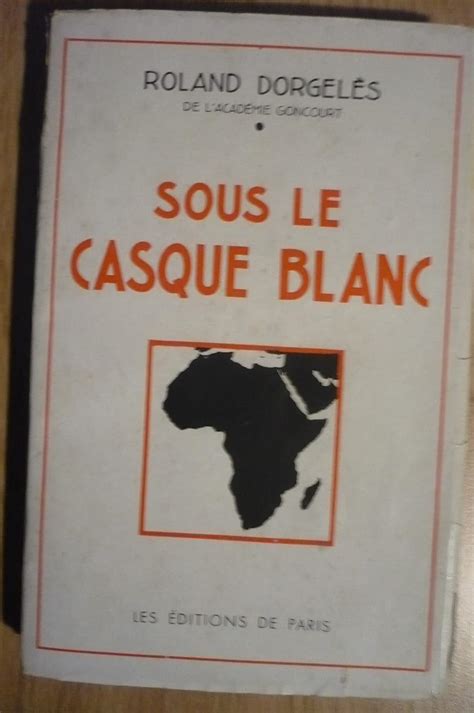 ROLAND DORGELÈS
DE L'ACADÉMIE GONCOURT
SOUS LE
CASQUE BLANC
LES ÉDITIONS DE PARIS